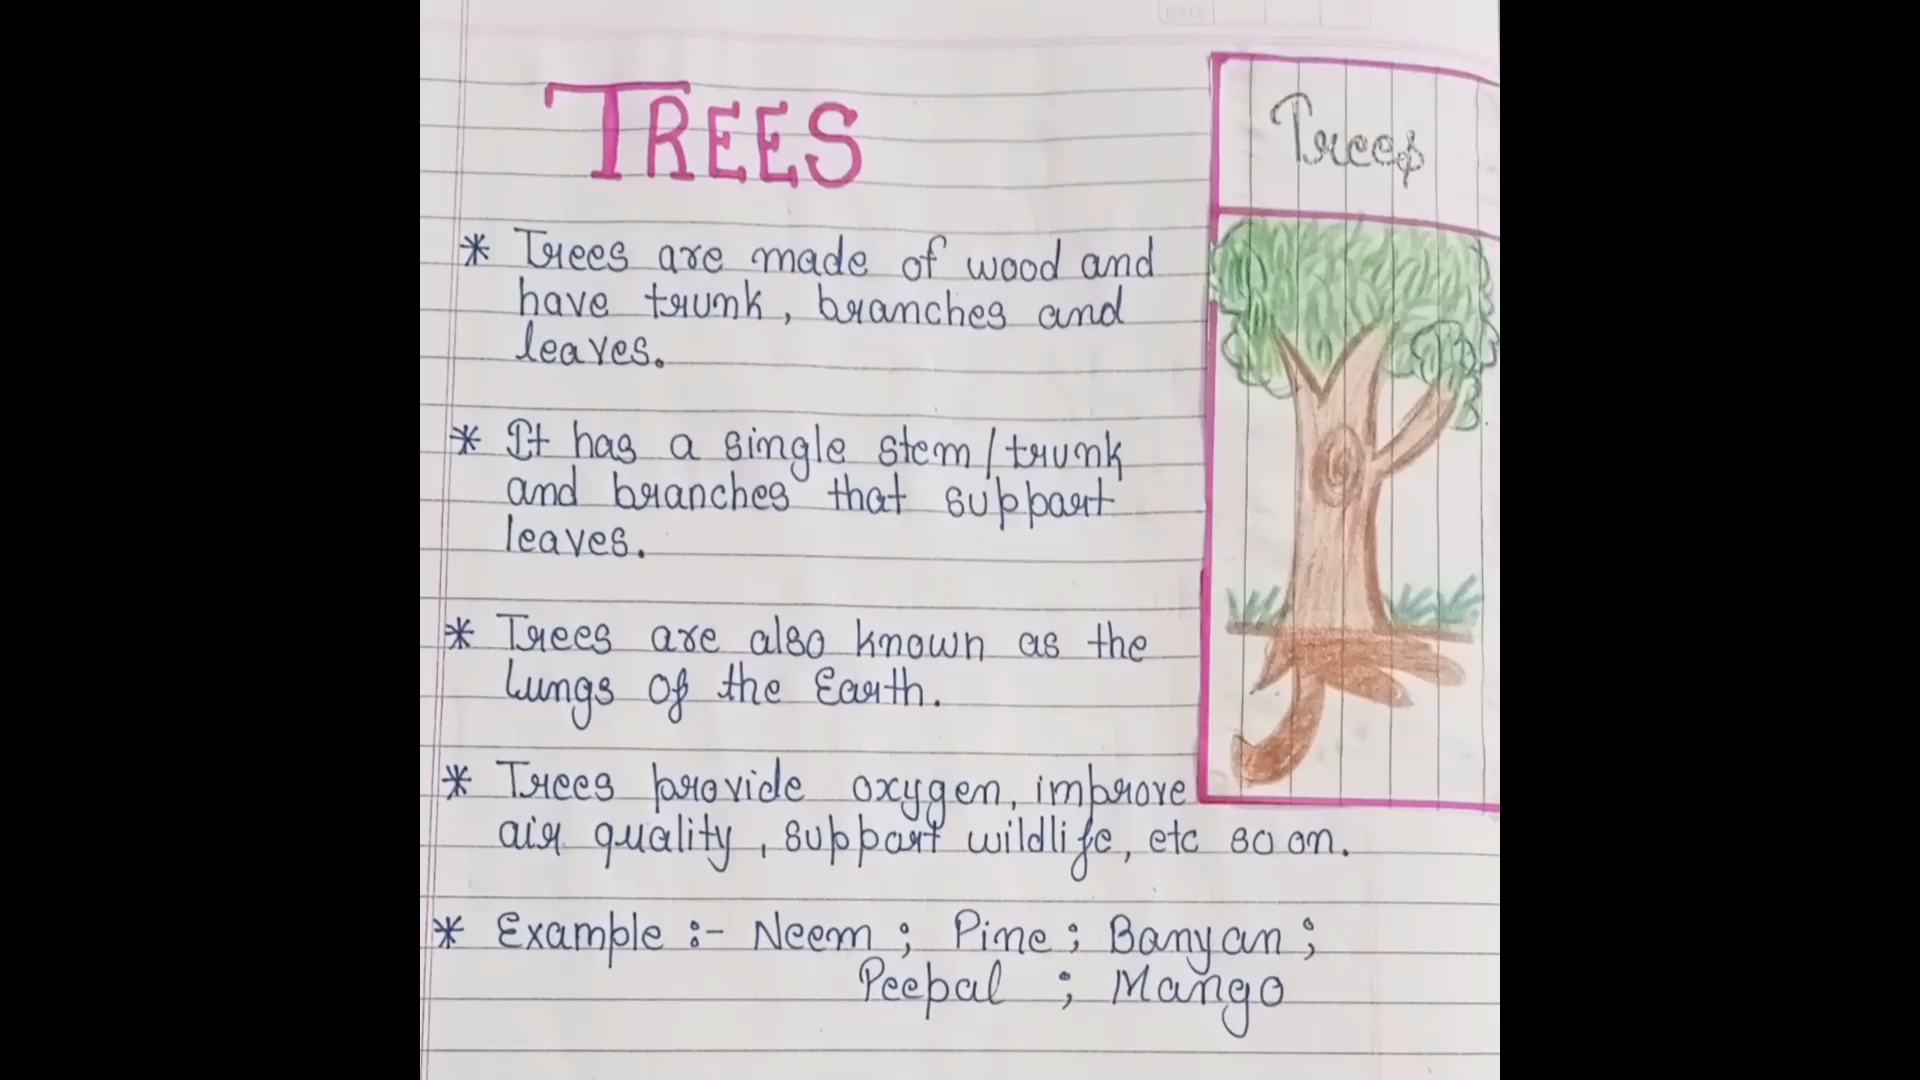 DATE
TREES
Trees
* Trees are made of wood and
have trunk, branches and
leaves.
* It has a single stem/trunk
and branches that support
leaves.
* Trees are also known as the
Lungs of the Earth.
* Trees provide oxygen, improve
air quality, support wildlife, etc so on.
* Example :- Neem ; Pine ; Banyan ;
Peepal ; Mango